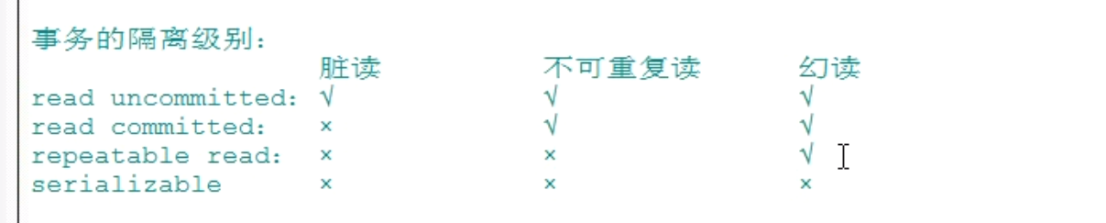 事务的隔离级别：
脏读 不可重复读 幻读
read uncommitted: √ √ √
read committed: × √ √
repeatable read: × × √
serializable × × ×